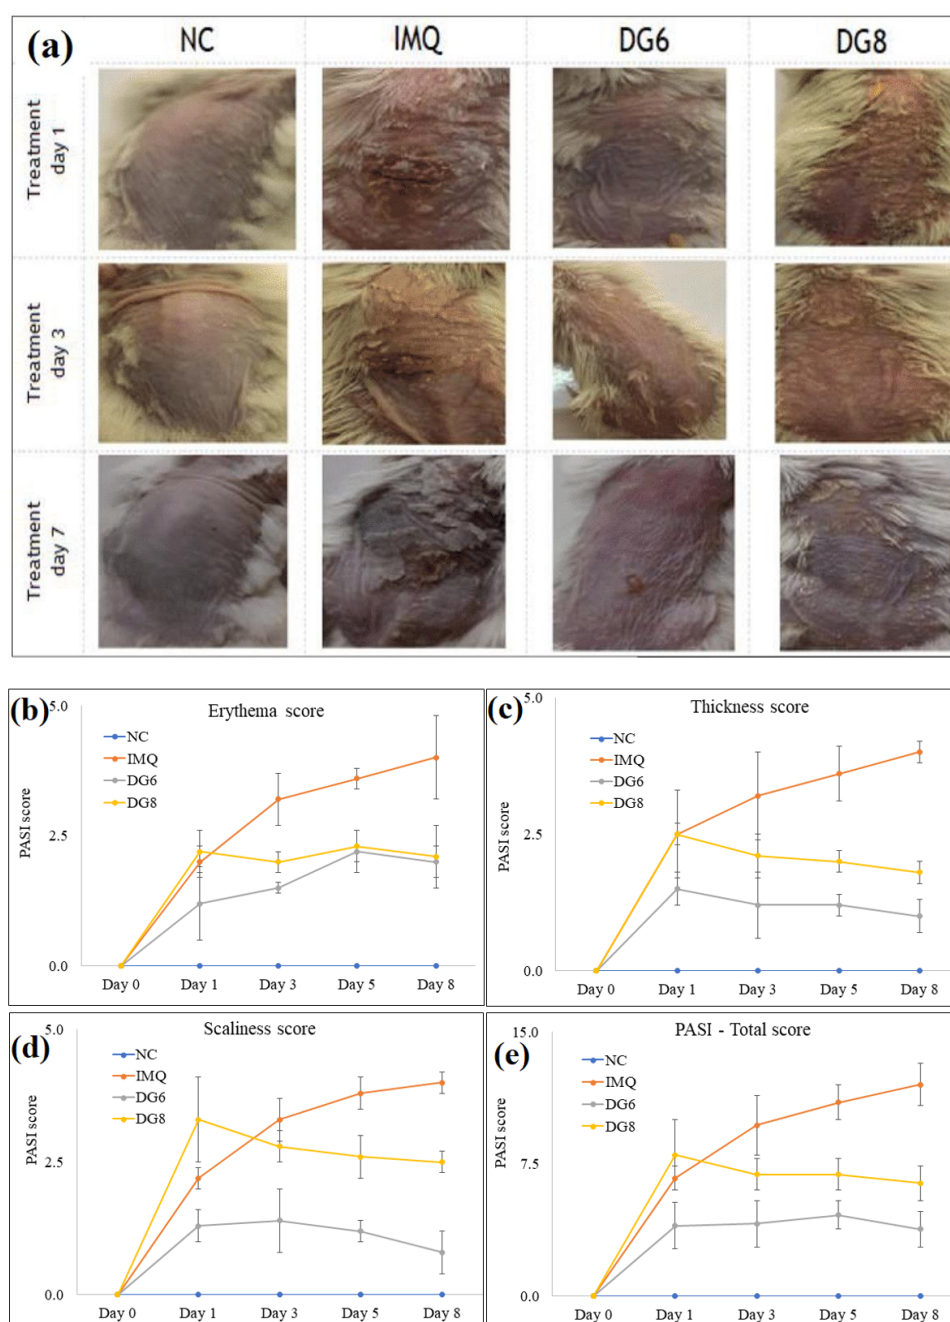 (a)
NC
IMQ
DG6
DG8
Treatment
day 1
Treatment
day 3
Treatment
day 7
(b)
Erythema score
5.0
2.5
0.0
PASI score
NC
IMQ
DG6
DG8
Day 0
Day 1
Day 3
Day 5
Day 8
(c)
Thickness score
5.0
2.5
0.0
PASI score
NC
IMQ
DG6
DG8
Day 0
Day 1
Day 3
Day 5
Day 8
(d)
Scaliness score
5.0
2.5
0.0
PASI score
NC
IMQ
DG6
DG8
Day 0
Day 1
Day 3
Day 5
Day 8
(e)
PASI - Total score
15.0
7.5
0.0
PASI score
NC
IMQ
DG6
DG8
Day 0
Day 1
Day 3
Day 5
Day 8